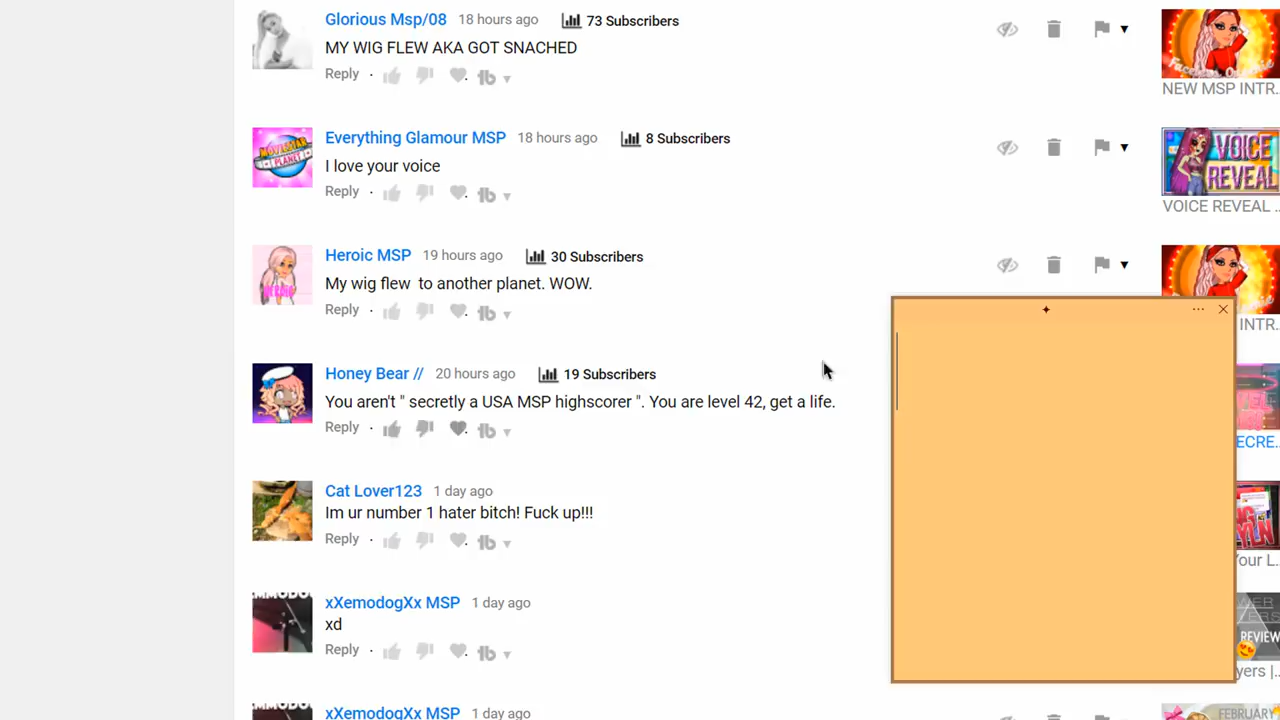 Glorious Msp/08 18 hours ago 73 Subscribers
MY WIG FLEW AKA GOT SNACHED
Reply
NEW MSP INTR..
Everything Glamour MSP 18 hours ago 8 Subscribers
I love your voice
Reply
MOVIESTAR PLANET
VOICE REVEAL
VOICE REVEAL ..
Heroic MSP 19 hours ago 30 Subscribers
My wig flew to another planet. WOW.
Reply
INTR..
Honey Bear // 20 hours ago 19 Subscribers
You aren't " secretly a USA MSP highscorer ". You are level 42, get a life.
Reply
ECRE..
Cat Lover123 1 day ago
Im ur number 1 hater bitch! Fuck up!!!
Reply
our L..
xXemodogXx MSP 1 day ago
xd
Reply
REVIEW
yers |..
xXemodogXx MSP 1 day ago
FEBRUARY